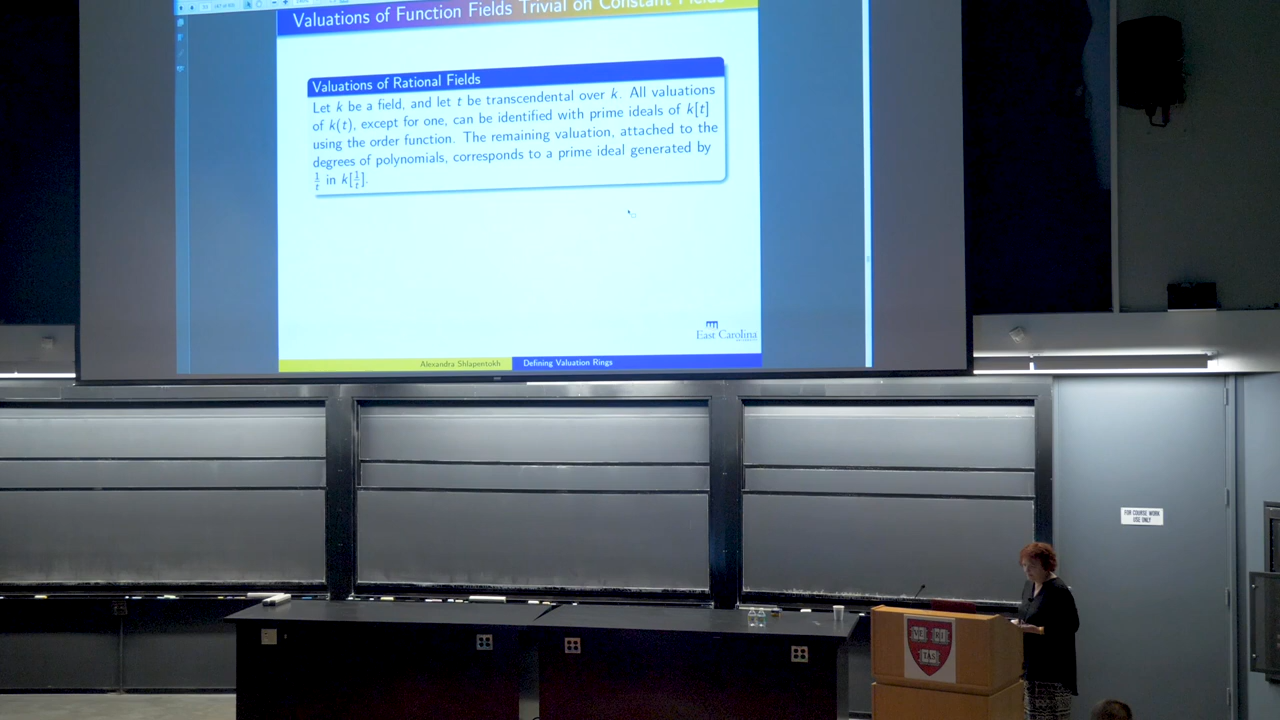 Valuations of Function Fields Trivial on Constant Fields
Valuations of Rational Fields
Let k be a field, and let t be transcendental over k. All valuations
of k(t), except for one, can be identified with prime ideals of k[t]
using the order function. The remaining valuation, attached to the
degrees of polynomials, corresponds to a prime ideal generated by
1/t in k[1/t].
East Carolina
Alexandra Shlapentokh Defining Valuation Rings
FOR COURSE WORK
USE ONLY
VE RI
TAS